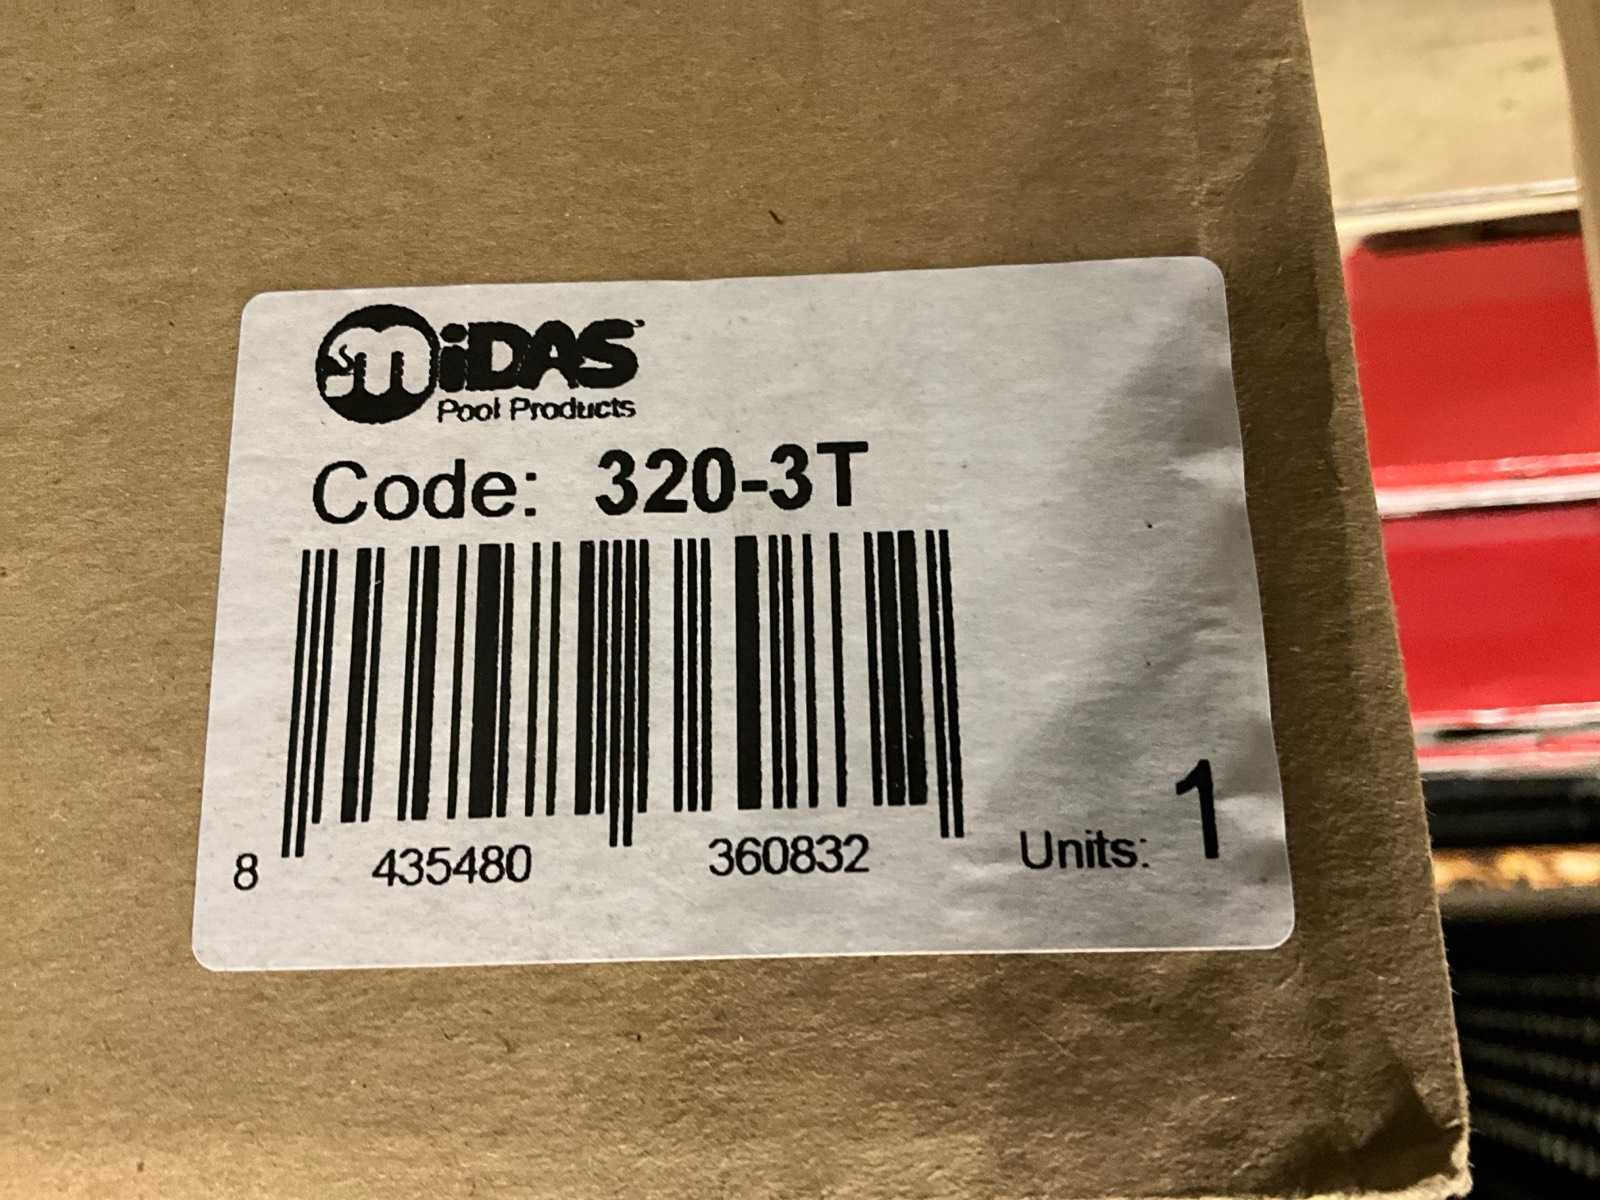 MiDAS
Pool Products
Code: 320-3T
8 435480 360832
Units: 1